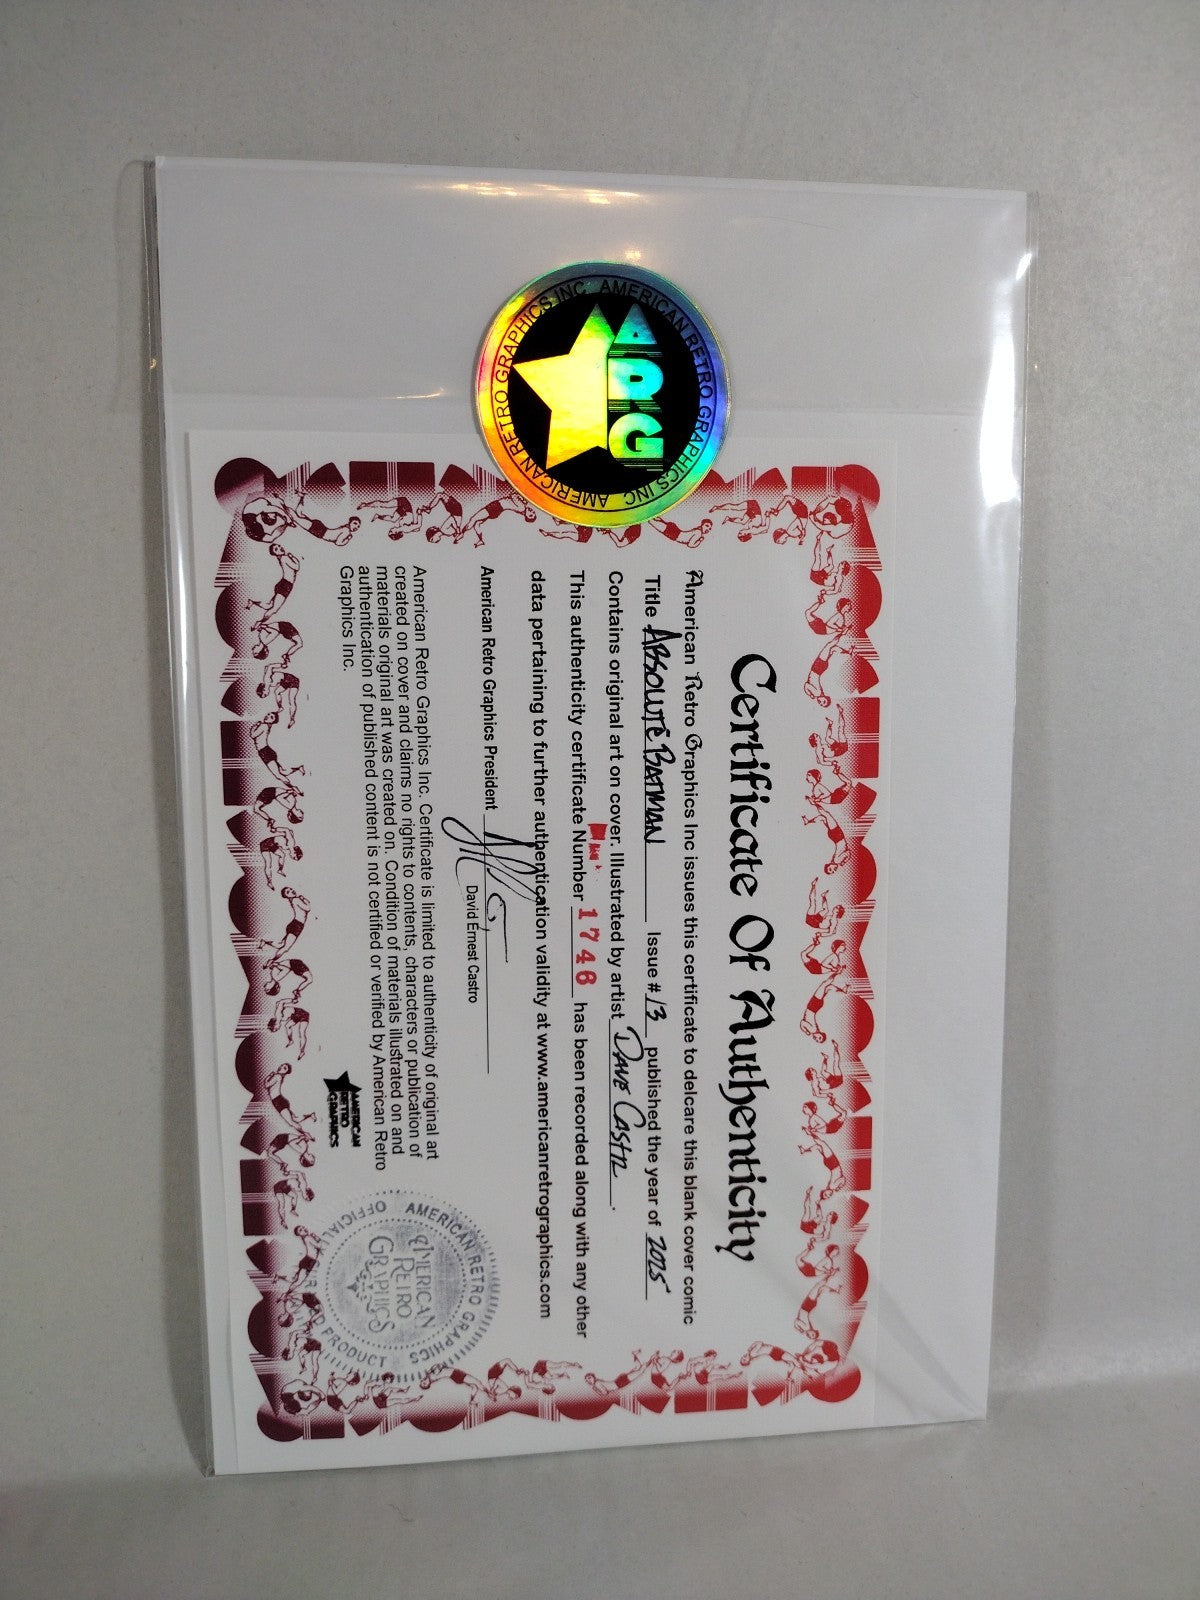 AMERICAN RETRO GRAPHICS INC. AMERICAN RETRO GRAPHICS INC.
ARG
Certificate Of Authenticity
American Retro Graphics Inc issues this certificate to delcare this blank cover comic
Title ABSOLUTE BATMAN Issue # 13 published the year of 2025
Contains original art on cover. Illustrated by artist DAVE CASTR.
This authenticity certificate Number 1746 has been recorded along with any other
data pertaining to further authentication validity at www.americanretrographics.com
American Retro Graphics President
David Ernest Castro
American Retro Graphics Inc. Certificate is limited to authenticity of original art
created on cover and claims no rights to contents, characters or publication of
materials original art was created on. Condition of materials illustrated on and
authentication of published content is not certified or verified by American Retro
Graphics Inc.
AMERICAN
RETRO
GRAPHICS
AMERICAN RETRO GRAPHICS
AMERICAN
RETRO
GRAPHICS
PRODUCT